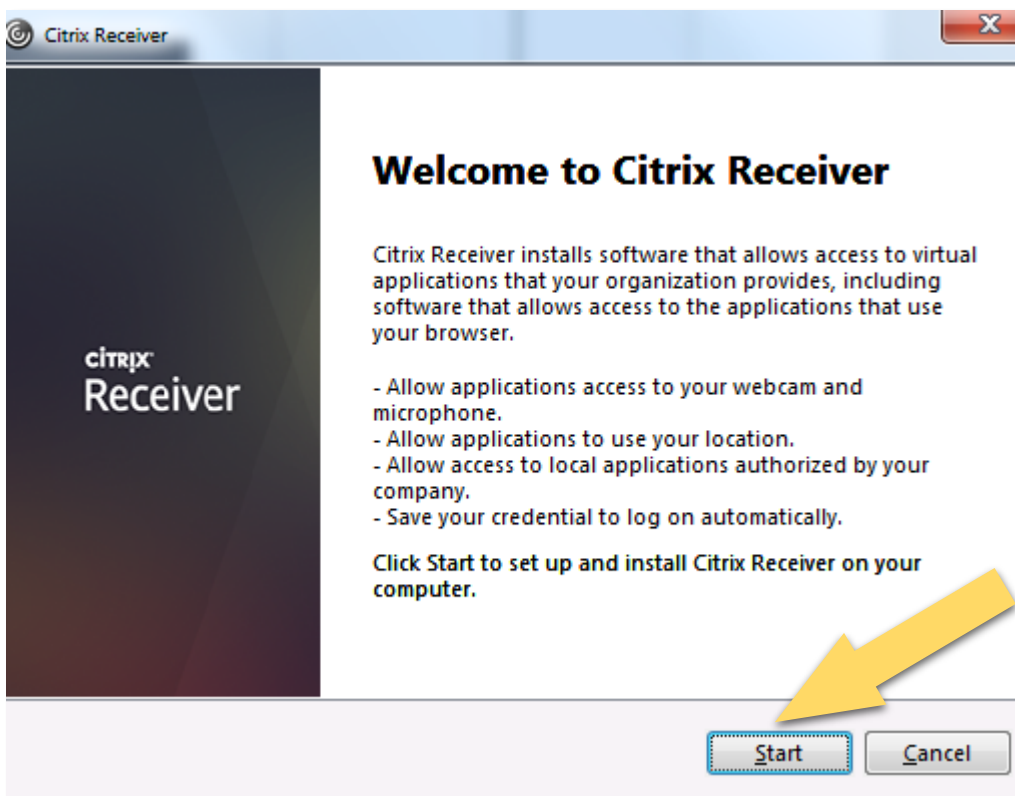 Citrix Receiver
Welcome to Citrix Receiver
Citrix Receiver installs software that allows access to virtual
applications that your organization provides, including
software that allows access to the applications that use
your browser.
CITRIX
Receiver
- Allow applications access to your webcam and
microphone.
- Allow applications to use your location.
- Allow access to local applications authorized by your
company.
- Save your credential to log on automatically.
Click Start to set up and install Citrix Receiver on your
computer.
Start
Cancel